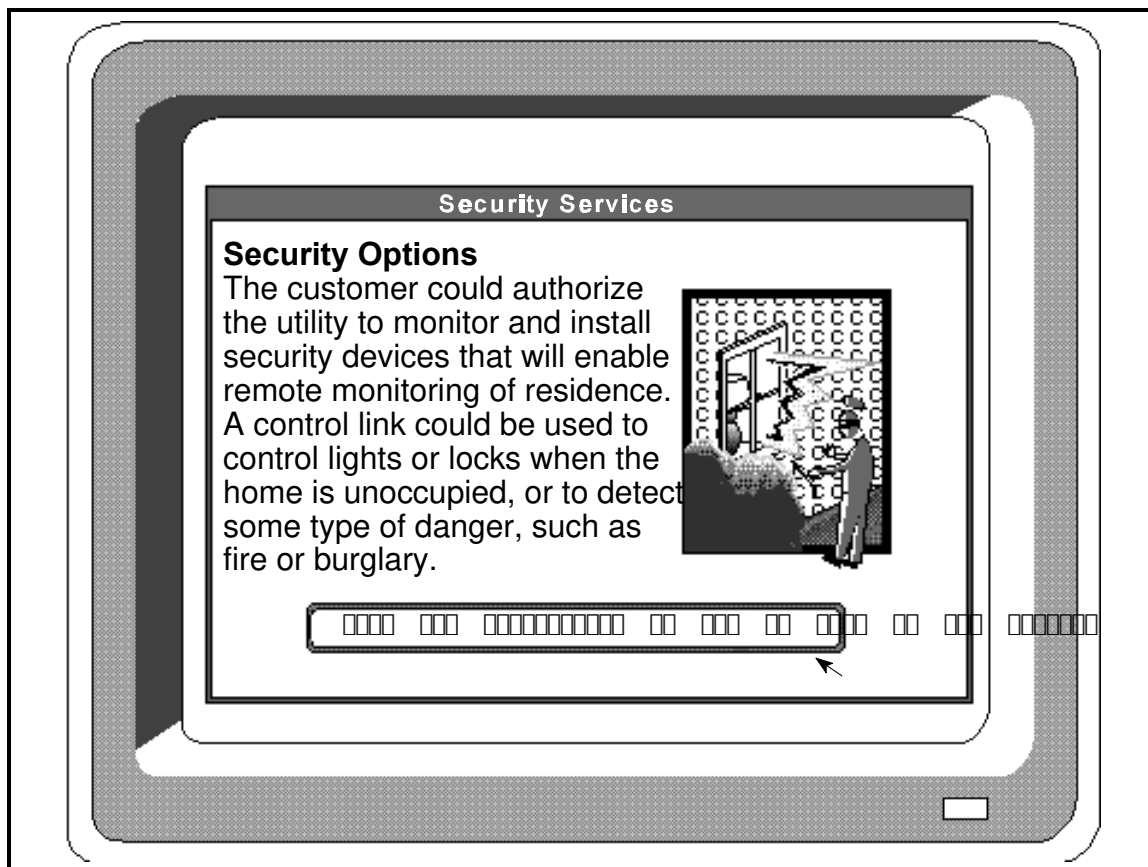 Security Services
Security Options
The customer could authorize
the utility to monitor and install
security devices that will enable
remote monitoring of residence.
A control link could be used to
control lights or locks when the
home is unoccupied, or to detect
some type of danger, such as
fire or burglary.